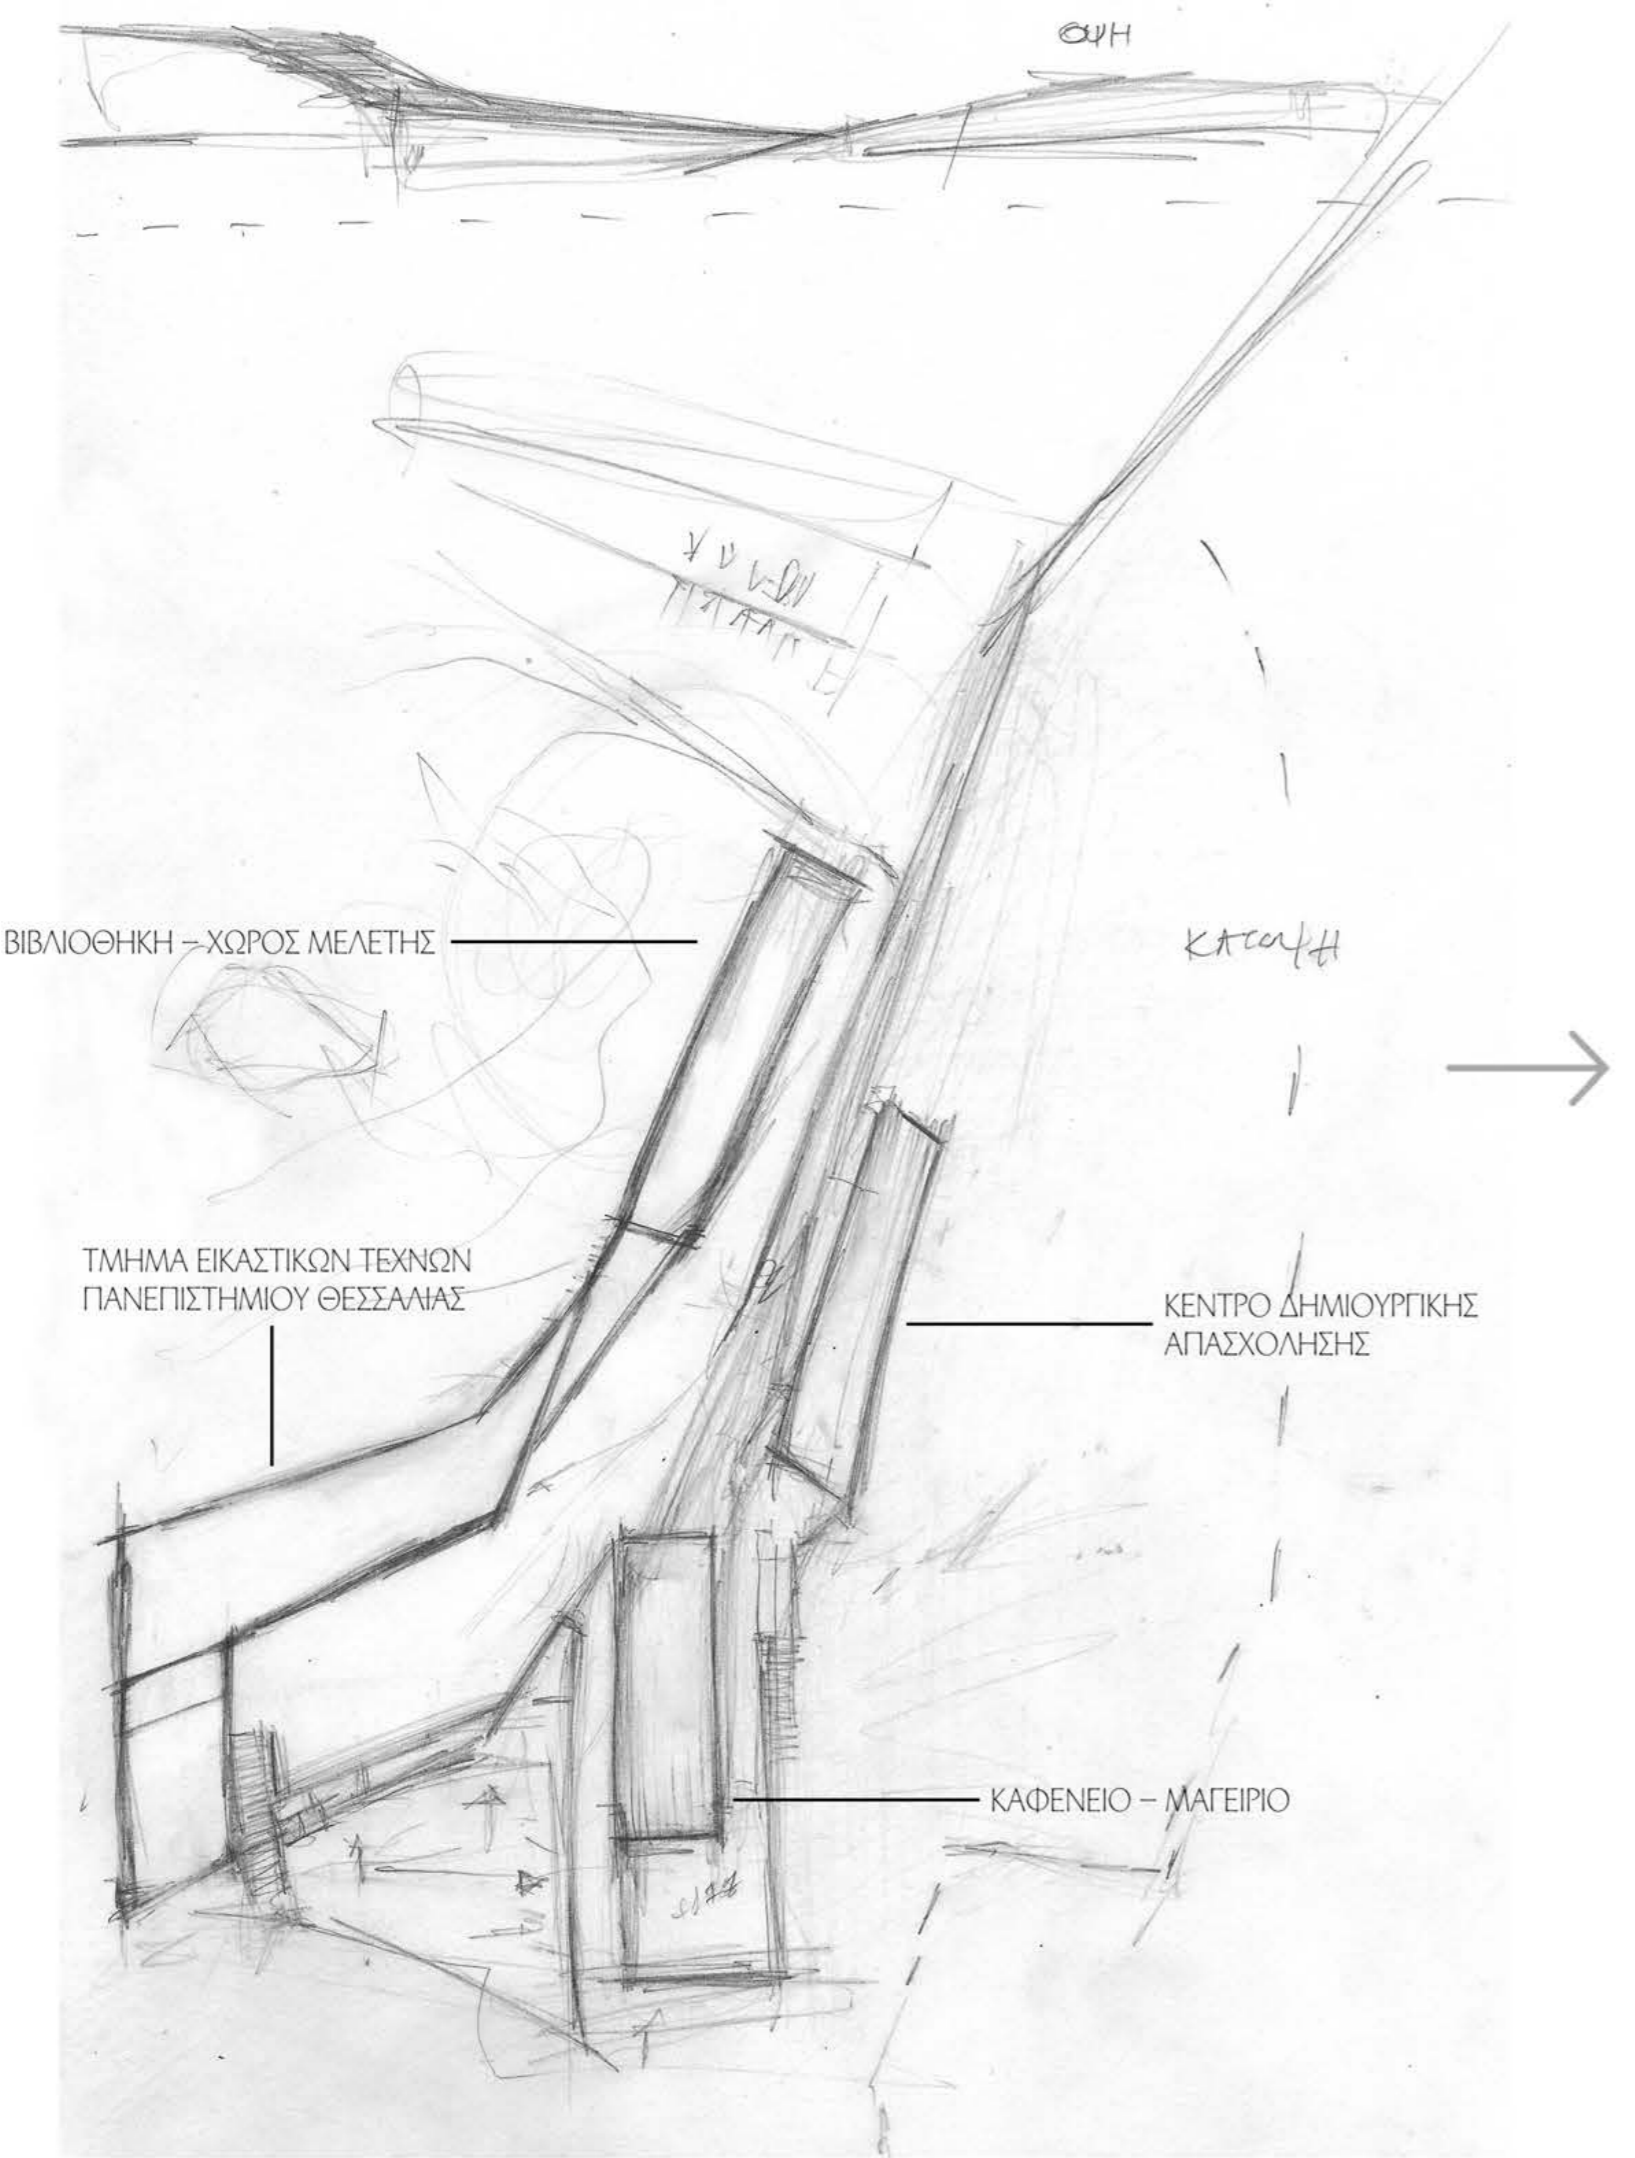 ΟΨΗ
ΒΙΒΛΙΟΘΗΚΗ – ΧΩΡΟΣ ΜΕΛΕΤΗΣ
ΚΑΤΟΨΗ
ΤΜΗΜΑ ΕΙΚΑΣΤΙΚΩΝ ΤΕΧΝΩΝ
ΠΑΝΕΠΙΣΤΗΜΙΟΥ ΘΕΣΣΑΛΙΑΣ
ΚΕΝΤΡΟ ΔΗΜΙΟΥΡΓΙΚΗΣ
ΑΠΑΣΧΟΛΗΣΗΣ
ΚΑΦΕΝΕΙΟ – ΜΑΓΕΙΡΙΟ